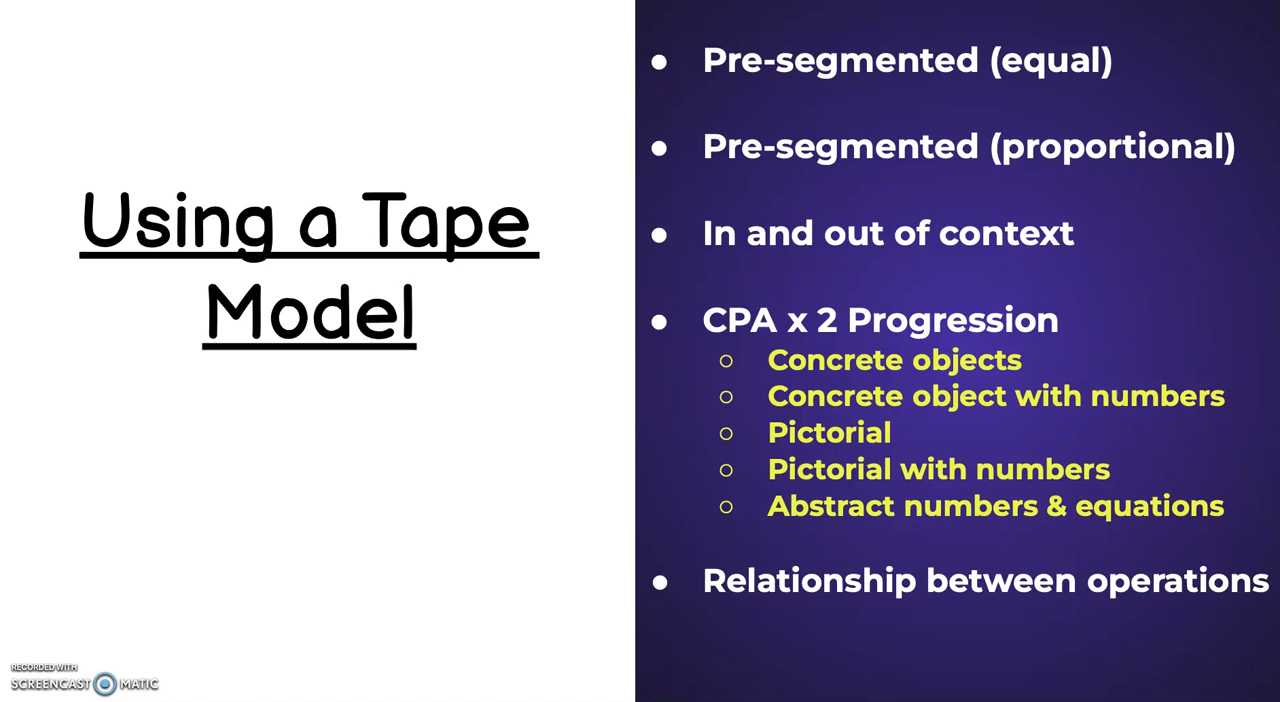 Using a Tape
Model
● Pre-segmented (equal)
● Pre-segmented (proportional)
● In and out of context
● CPA x 2 Progression
○ Concrete objects
○ Concrete object with numbers
○ Pictorial
○ Pictorial with numbers
○ Abstract numbers & equations
● Relationship between operations
RECORDED WITH
SCREENCAST MATIC